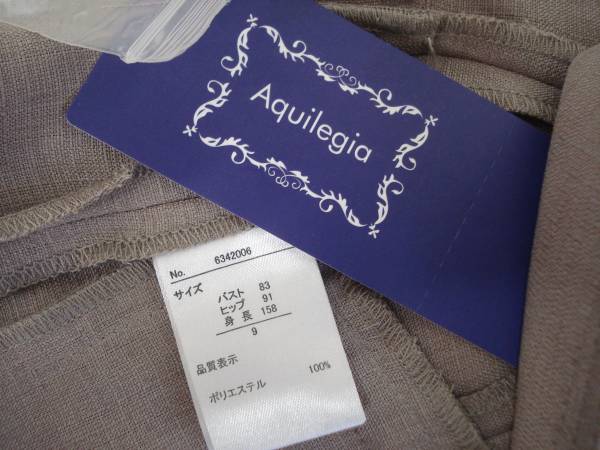 Aquilegia
No. 6342006
サイズ
バスト 83
ヒップ 91
身長 158
9
品質表示
ポリエステル 100%